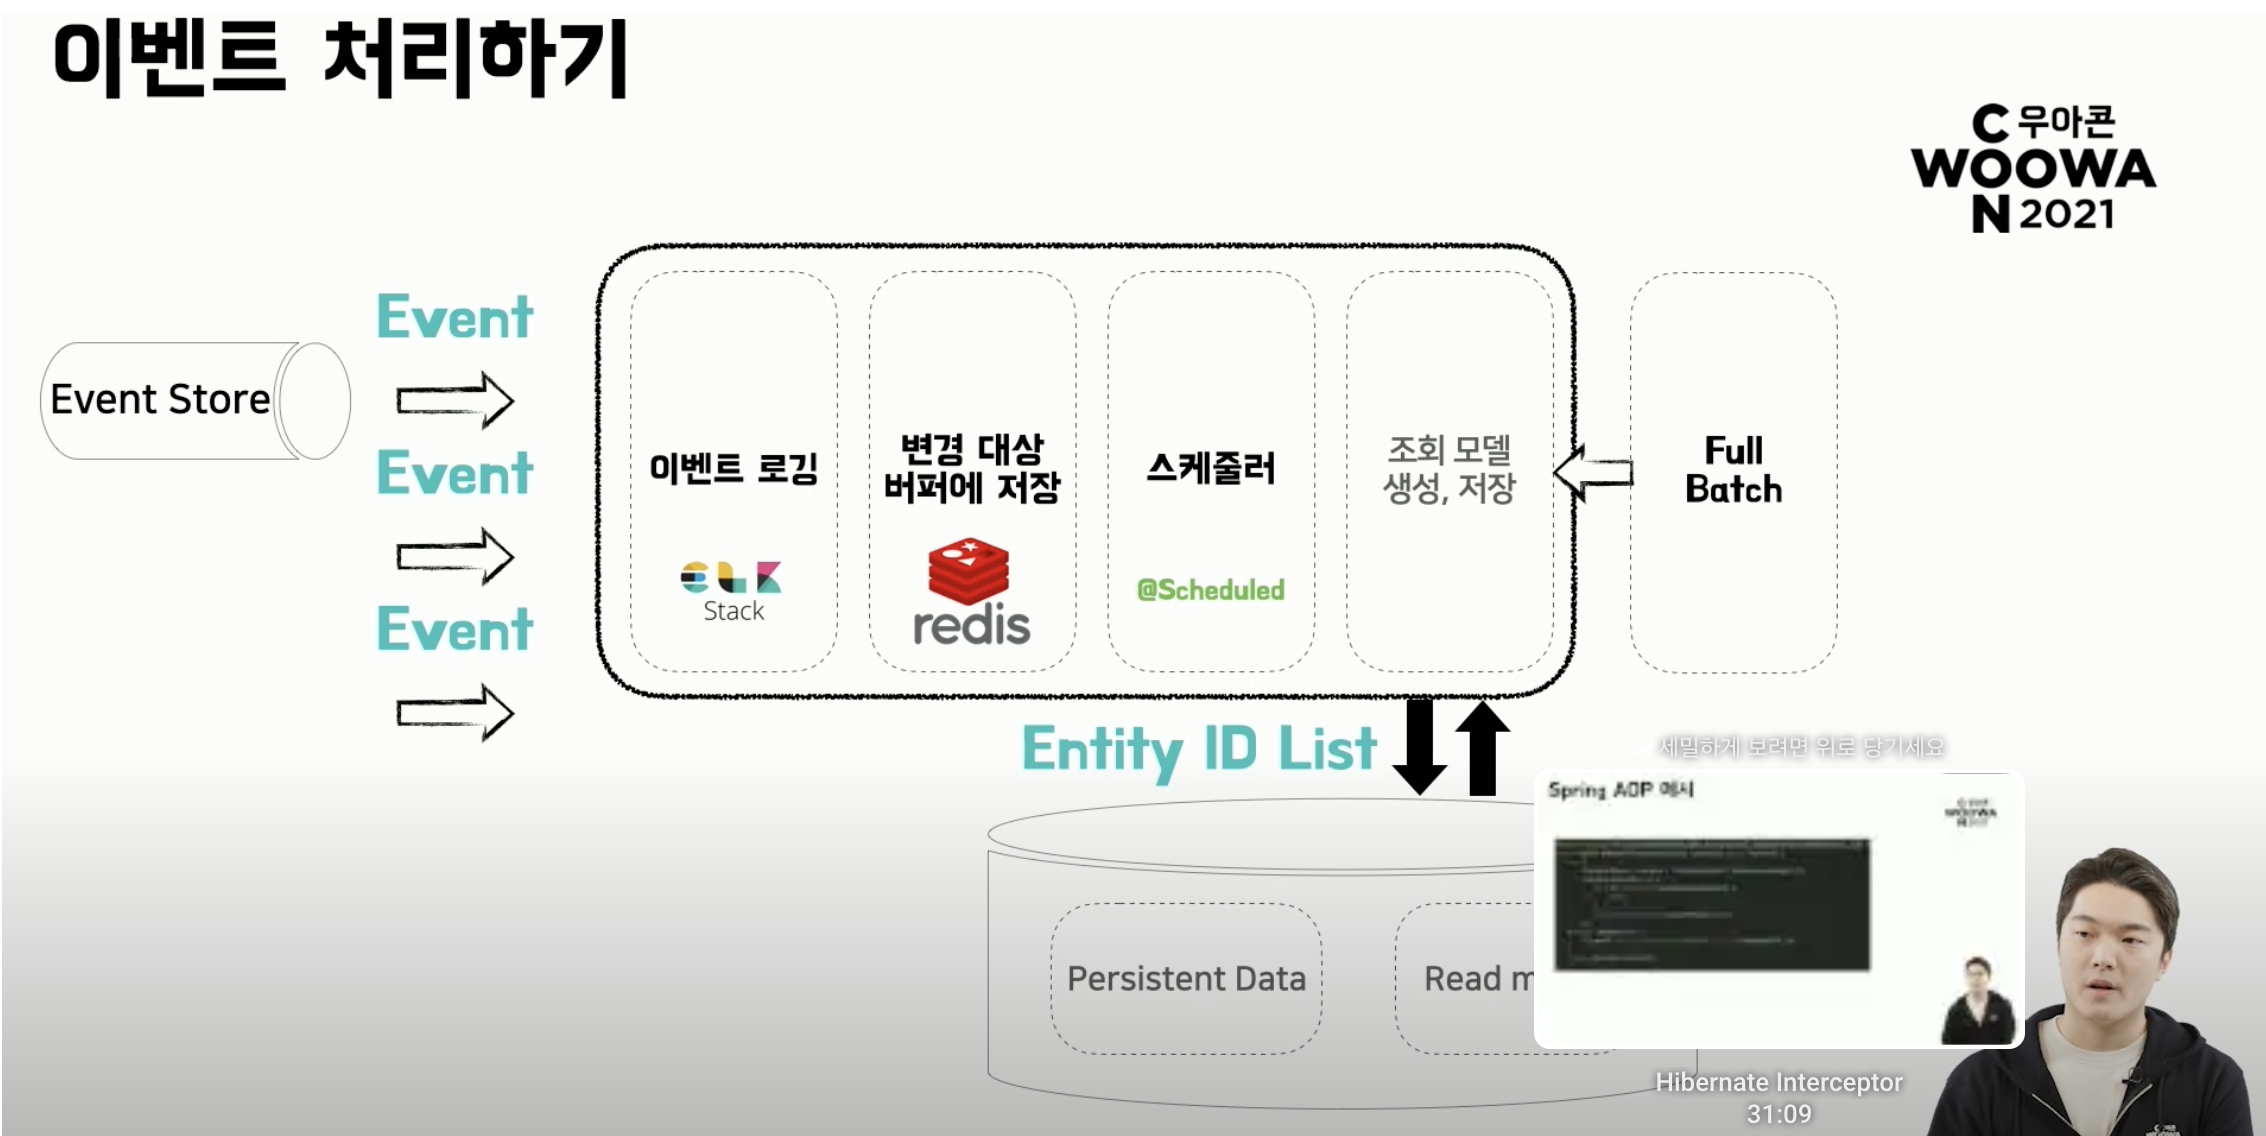 이벤트 처리하기
C 우아콘
WOOWA
N 2021
Event
Event Store
Event
Event
이벤트 로깅
Stack
변경 대상
버퍼에 저장
redis
스케줄러
@Scheduled
조회 모델
생성, 저장
Full
Batch
Entity ID List
세밀하게 보려면 위로 당기세요
Spring AOP 예시
Persistent Data
Read m
Hibernate Interceptor
31:09